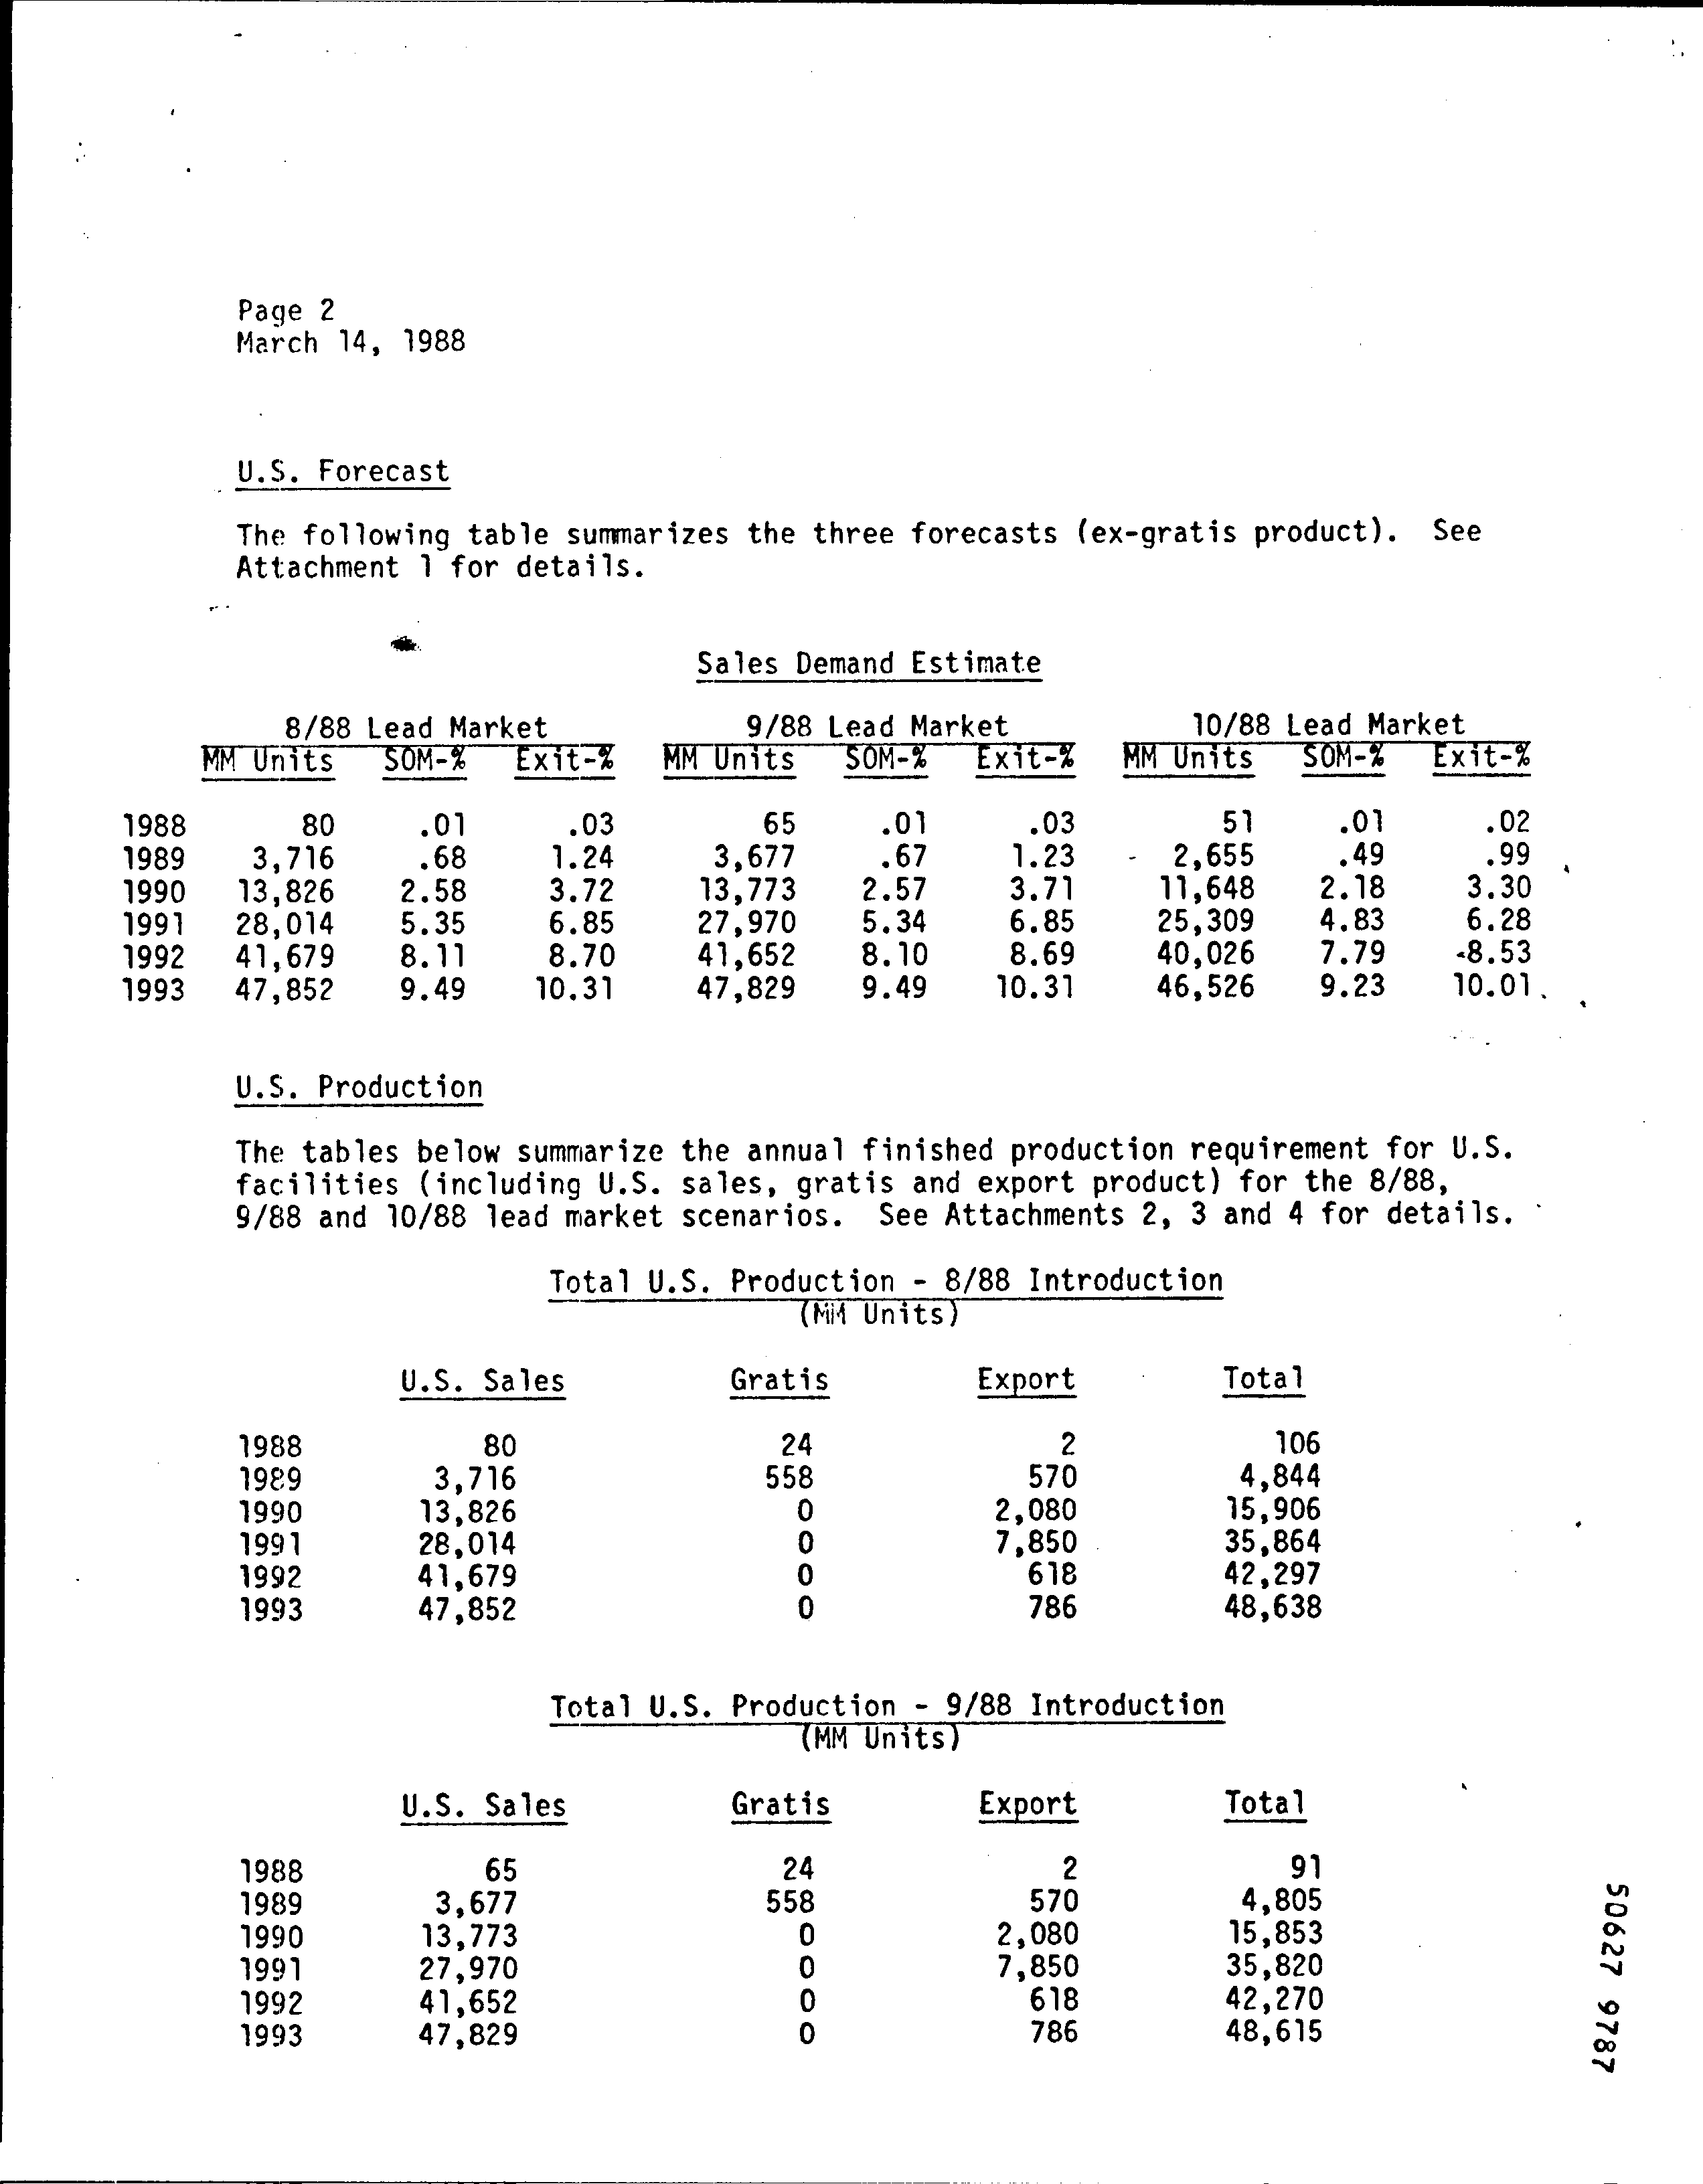 Page 2
March 14, 1988
U.S. Forecast
The following table summarizes the three forecasts (ex-gratis product). See
Attachment 1 for details.
Sales Demand Estimate
8/88 Lead Market 9/88 Lead Market 10/88 Lead Market
MM Units SOM-% Exit-% MM Units SOM-% Exit-% MM Units SOM-% Exit-%
1988 80 .01 .03 65 .01 .03 51 .01 .02
1989 3,716 .68 1.24 3,677 .67 1.23 2,655 .49 .99
1990 13,826 2.58 3.72 13,773 2.57 3.71 11,648 2.18 3.30
1991 28,014 5.35 6.85 27,970 5.34 6.85 25,309 4.83 6.28
1992 41,679 8.11 8.70 41,652 8.10 8.69 40,026 7.79 8.53
1993 47,852 9.49 10.31 47,829 9.49 10.31 46,526 9.23 10.01
U.S. Production
The tables below summarize the annual finished production requirement for U.S.
facilities (including U.S. sales, gratis and export product) for the 8/88,
9/88 and 10/88 lead market scenarios. See Attachments 2, 3 and 4 for details.
Total U.S. Production - 8/88 Introduction
(MM Units)
U.S. Sales Gratis Export Total
1988 80 24 2 106
1989 3,716 558 570 4,844
1990 13,826 0 2,080 15,906
1991 28,014 0 7,850 35,864
1992 41,679 0 618 42,297
1993 47,852 0 786 48,638
Total U.S. Production - 9/88 Introduction
(MM Units)
U.S. Sales Gratis Export Total
1988 65 24 2 91
1989 3,677 558 570 4,805
1990 13,773 0 2,080 15,853
1991 27,970 0 7,850 35,820
1992 41,652 0 618 42,270
1993 47,829 0 786 48,615
50627 9787